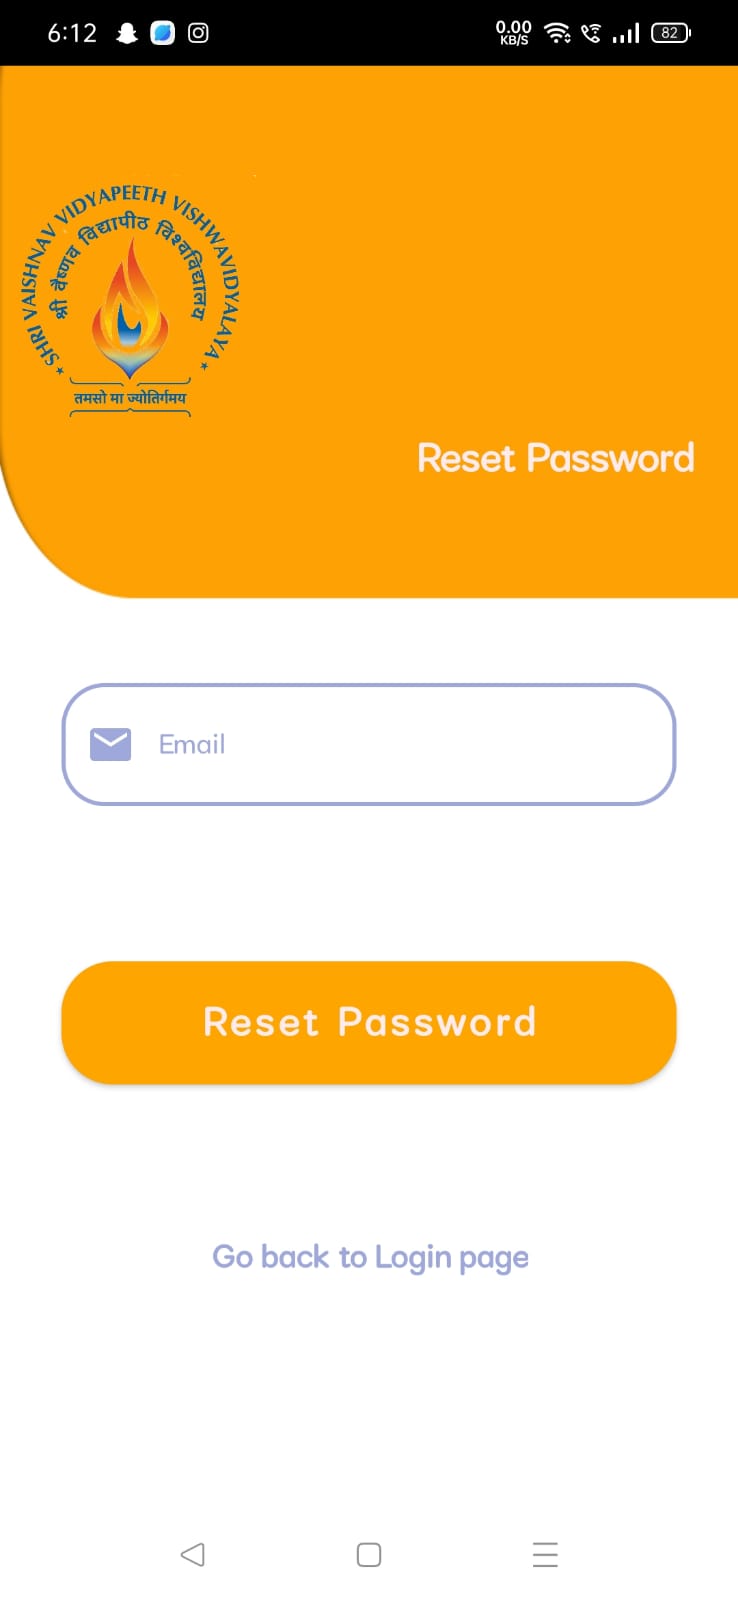 6:12
0.00
KB/S
82
SHRI VAISHNAV VIDYAPEETH VISHWAVIDYALAYA
श्री वैष्णव विद्यापीठ विश्वविद्यालय
तमसो मा ज्योतिर्गमय
Reset Password
Email
Reset Password
Go back to Login page